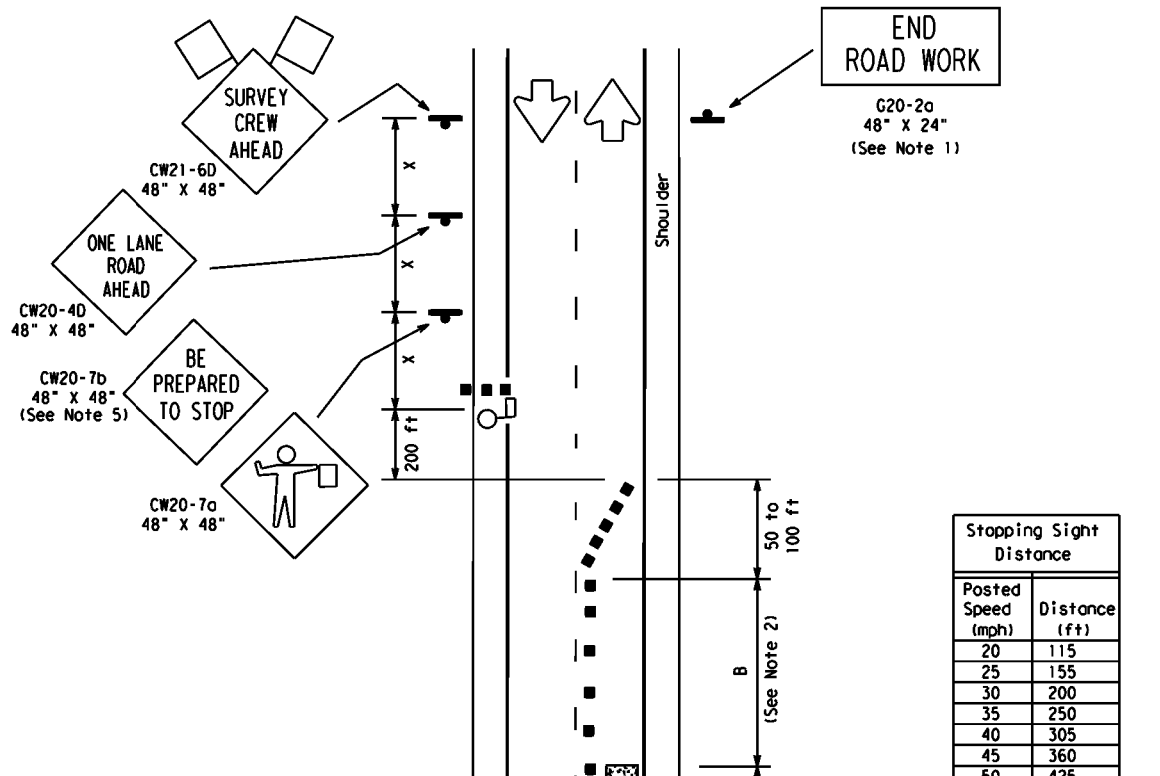 SURVEY
CREW
AHEAD
CW21-6D
48" X 48"
ONE LANE
ROAD
AHEAD
CW20-4D
48" X 48"
BE
PREPARED
TO STOP
CW20-7b
48" X 48"
(See Note 5)
CW20-7a
48" X 48"
X
X
X
200 ft
Shoulder
END
ROAD WORK
G20-2a
48" X 24"
(See Note 1)
50 to
100 ft
B
(See Note 2)
Stopping Sight
Distance
Posted
Speed
(mph)
Distance
(ft)
20 115
25 155
30 200
35 250
40 305
45 360
50 425